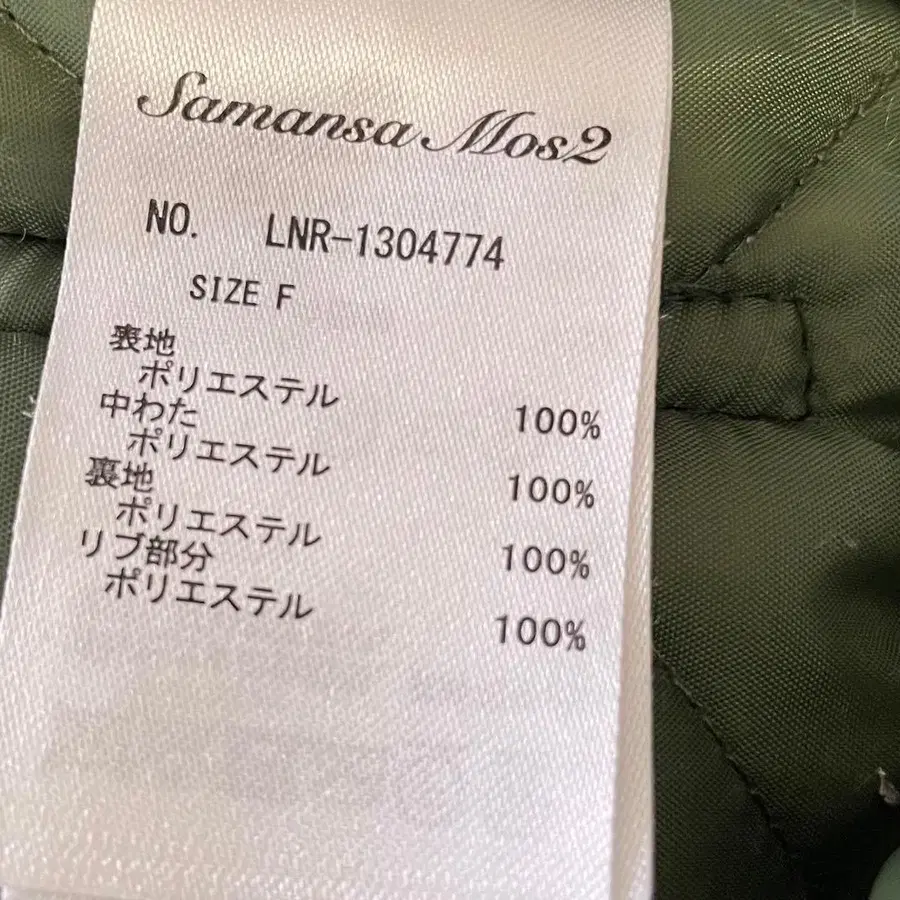 Samansa Mos2
NO. LNR-1304774
SIZE F
表地
ポリエステル 100%
中わた
ポリエステル 100%
裏地
ポリエステル 100%
リブ部分
ポリエステル 100%